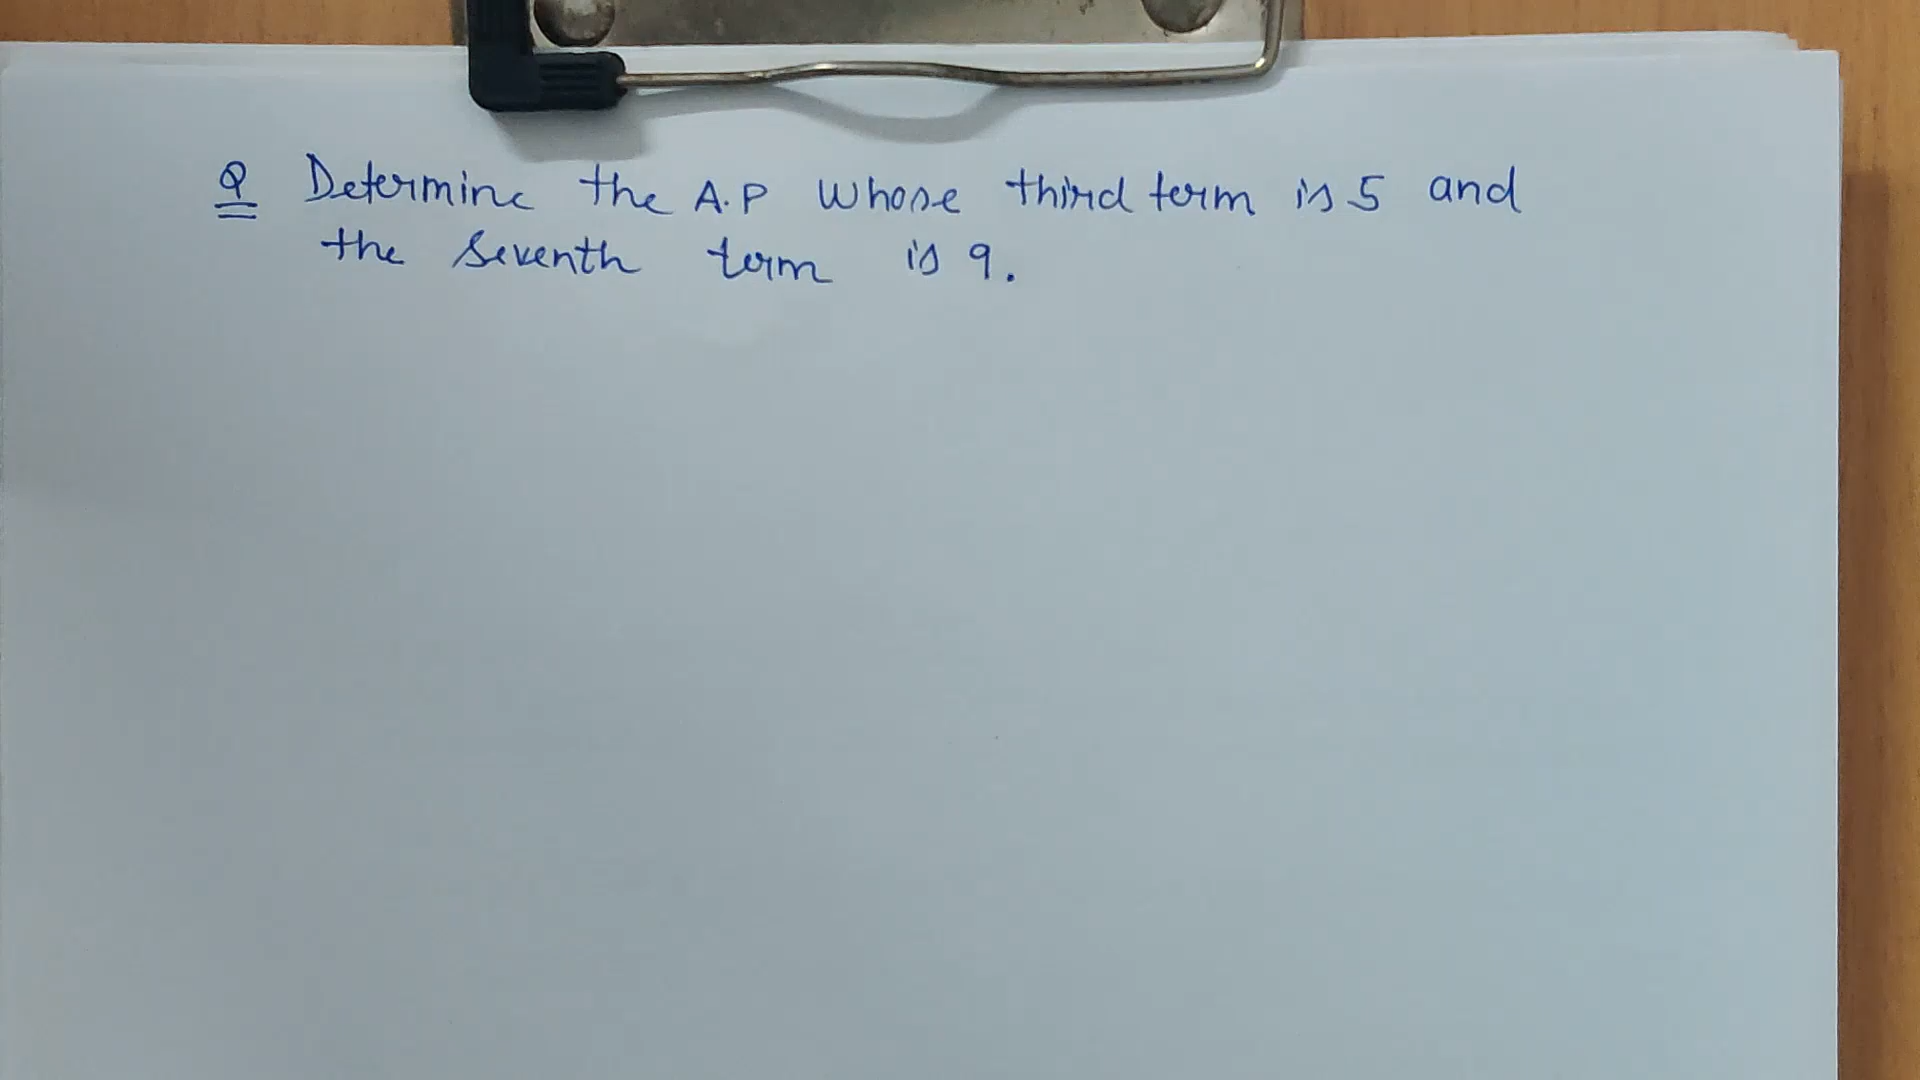 Q Determine the A.P whose third term is 5 and
the seventh term is 9.